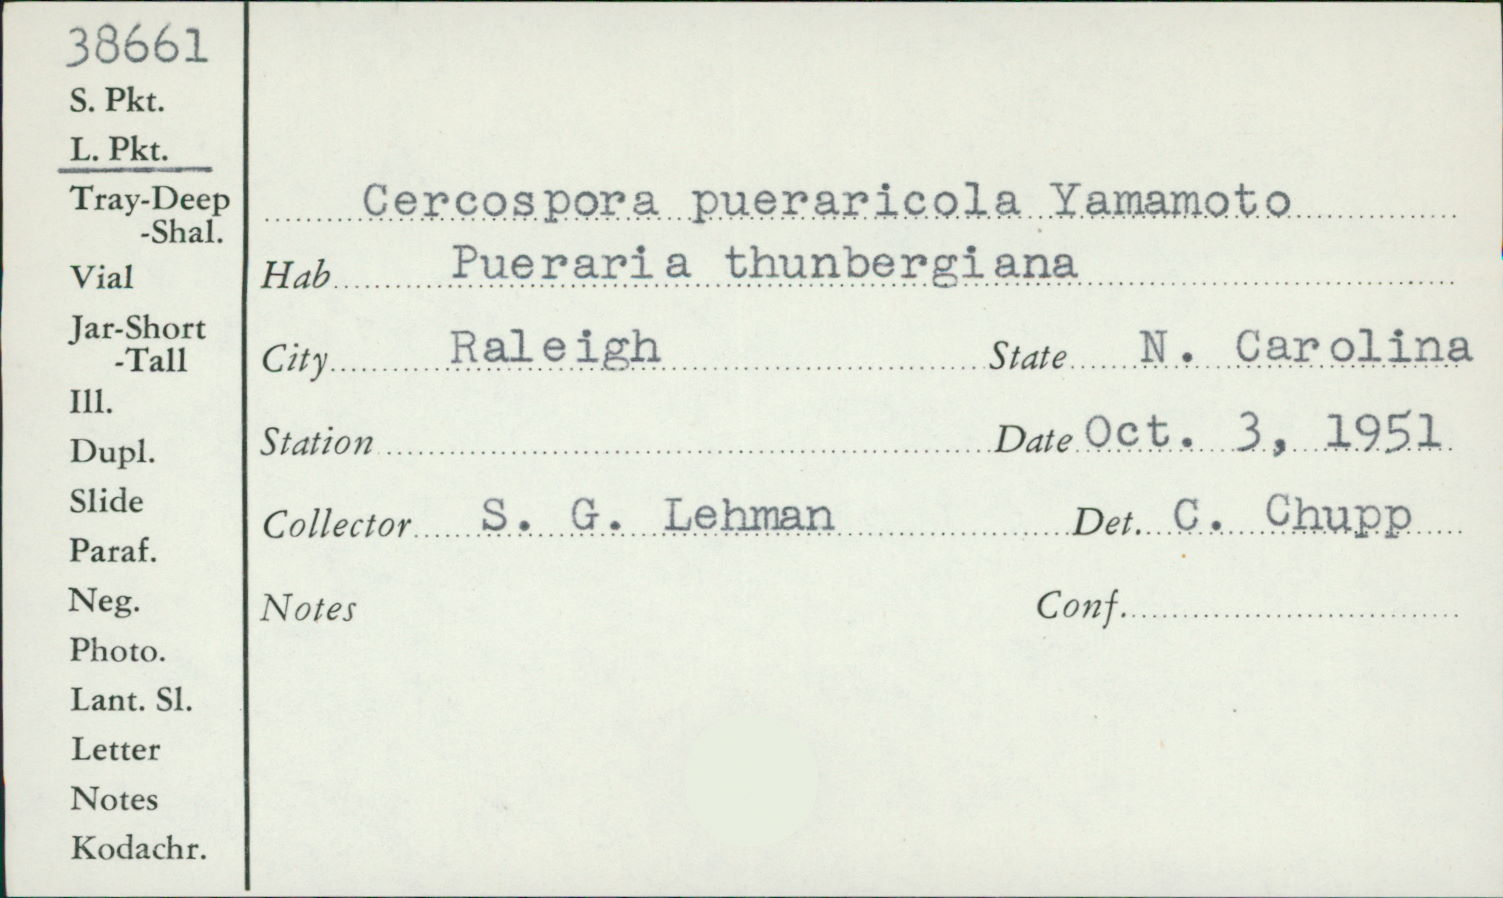 38661
S. Pkt.
L. Pkt.
Tray-Deep
-Shal.
Vial
Jar-Short
-Tall
Ill.
Dupl.
Slide
Paraf.
Neg.
Photo.
Lant. Sl.
Letter
Notes
Kodachr.
Cercospora pueraricola Yamamoto
Hab Pueraria thunbergiana
City Raleigh State N. Carolina
Station Date Oct. 3, 1951
Collector S. G. Lehman Det. C. Chupp
Notes Conf.